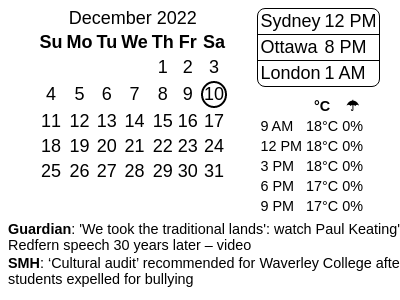 December 2022
Su Mo Tu We Th Fr Sa
1 2 3
4 5 6 7 8 9 10
11 12 13 14 15 16 17
18 19 20 21 22 23 24
25 26 27 28 29 30 31
Sydney 12 PM
Ottawa 8 PM
London 1 AM
°C ☂
9 AM 18°C 0%
12 PM 18°C 0%
3 PM 18°C 0%
6 PM 17°C 0%
9 PM 17°C 0%
Guardian: 'We took the traditional lands': watch Paul Keating'
Redfern speech 30 years later – video
SMH: ‘Cultural audit’ recommended for Waverley College afte
students expelled for bullying